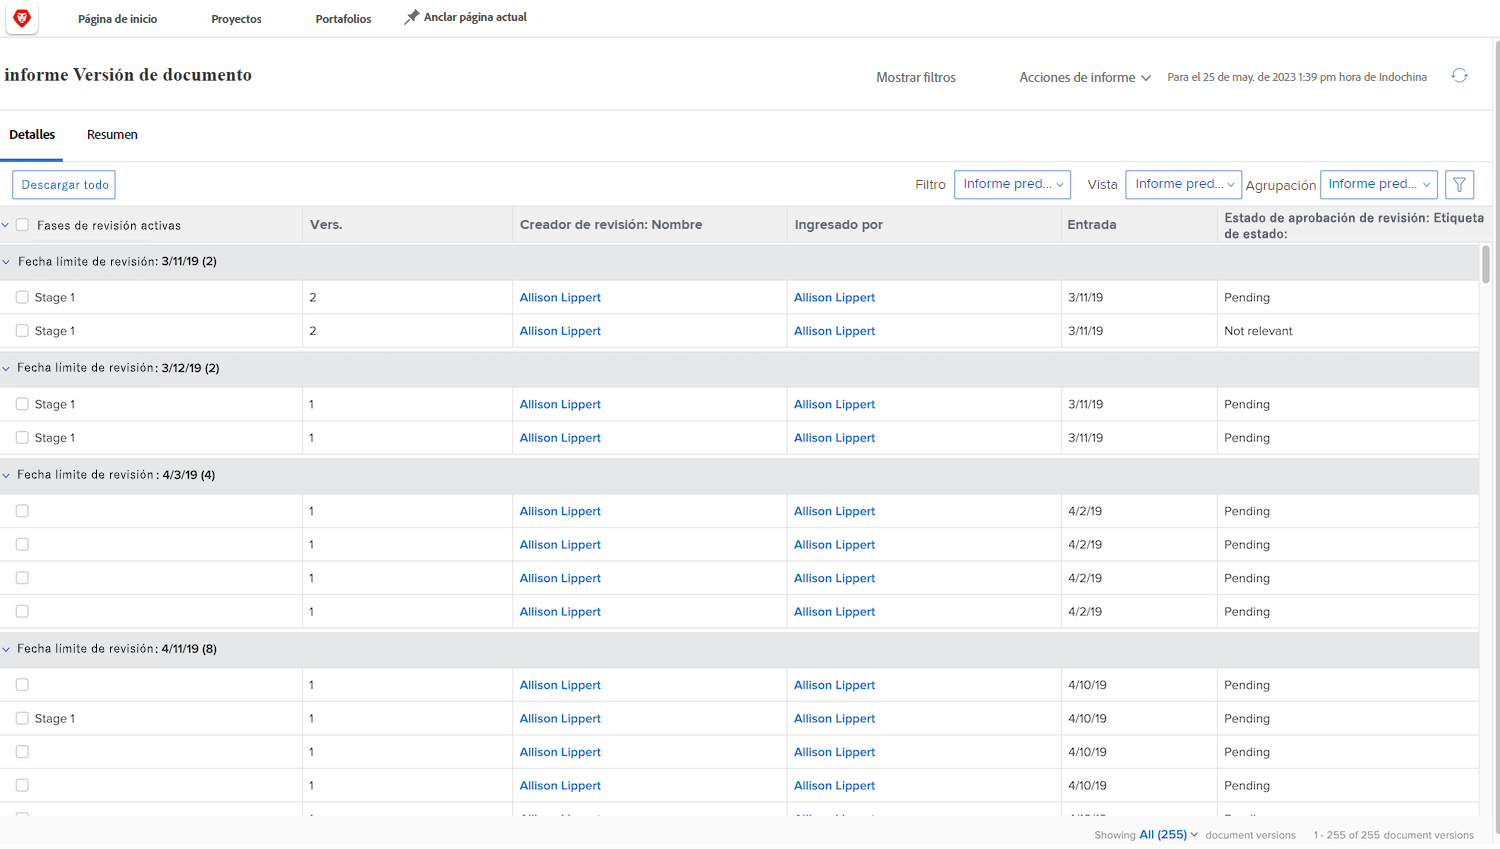 Página de inicio Proyectos Portafolios Anclar página actual
informe Versión de documento
Mostrar filtros Acciones de informe Para el 25 de may. de 2023 1:39 pm hora de Indochina
Detalles Resumen
Descargar todo Filtro Informe pred... Vista Informe pred... Agrupación Informe pred...
Fases de revisión activas Vers. Creador de revisión: Nombre Ingresado por Entrada Estado de aprobación de revisión: Etiqueta
de estado:
Fecha límite de revisión: 3/11/19 (2)
Stage 1 2 Allison Lippert Allison Lippert 3/11/19 Pending
Stage 1 2 Allison Lippert Allison Lippert 3/11/19 Not relevant
Fecha límite de revisión: 3/12/19 (2)
Stage 1 1 Allison Lippert Allison Lippert 3/11/19 Pending
Stage 1 1 Allison Lippert Allison Lippert 3/11/19 Pending
Fecha límite de revisión: 4/3/19 (4)
1 Allison Lippert Allison Lippert 4/2/19 Pending
1 Allison Lippert Allison Lippert 4/2/19 Pending
1 Allison Lippert Allison Lippert 4/2/19 Pending
1 Allison Lippert Allison Lippert 4/2/19 Pending
Fecha límite de revisión: 4/11/19 (8)
1 Allison Lippert Allison Lippert 4/10/19 Pending
Stage 1 1 Allison Lippert Allison Lippert 4/10/19 Pending
1 Allison Lippert Allison Lippert 4/10/19 Pending
1 Allison Lippert Allison Lippert 4/10/19 Pending
Showing All (255) document versions 1 - 255 of 255 document versions